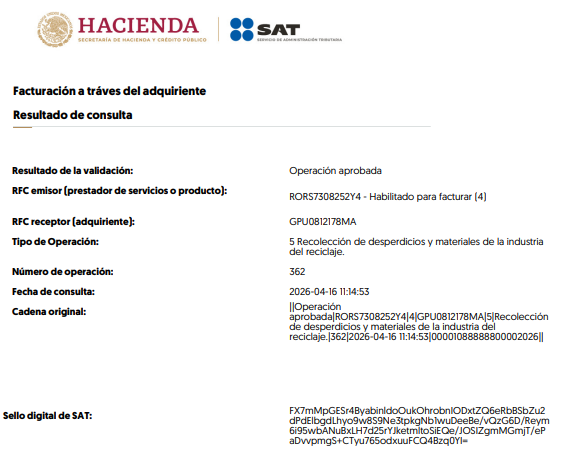 HACIENDA
SECRETARÍA DE HACIENDA Y CRÉDITO PÚBLICO
SAT
SERVICIO DE ADMINISTRACIÓN TRIBUTARIA
Facturación a tráves del adquiriente
Resultado de consulta
Resultado de la validación: Operación aprobada
RFC emisor (prestador de servicios o producto): RORS7308252Y4 - Habilitado para facturar (4)
RFC receptor (adquiriente): GPU0812178MA
Tipo de Operación: 5 Recolección de desperdicios y materiales de la industria
del reciclaje.
Número de operación: 362
Fecha de consulta: 2026-04-16 11:14:53
Cadena original: ||Operación
aprobada|RORS7308252Y4|4|GPU0812178MA|5|Recolección
de desperdicios y materiales de la industria del
reciclaje.|362|2026-04-16 11:14:53|00001088888800002026||
Sello digital de SAT: FX7mMpGESr4ByabinIdoOukOhrobnIODxtZQ6eRbBSbZu2
dPdElbgdLhyo9w8S9Ne3tpkgNb1wuDeeBe/vQzG6D/Reym
6i95wbANuBxLH7d25rYJketmItoSiEQe/JOSIZgmMGmjT/eP
aDvvpmgS+CTyu765odxuuFCQ4Bzq0YI=